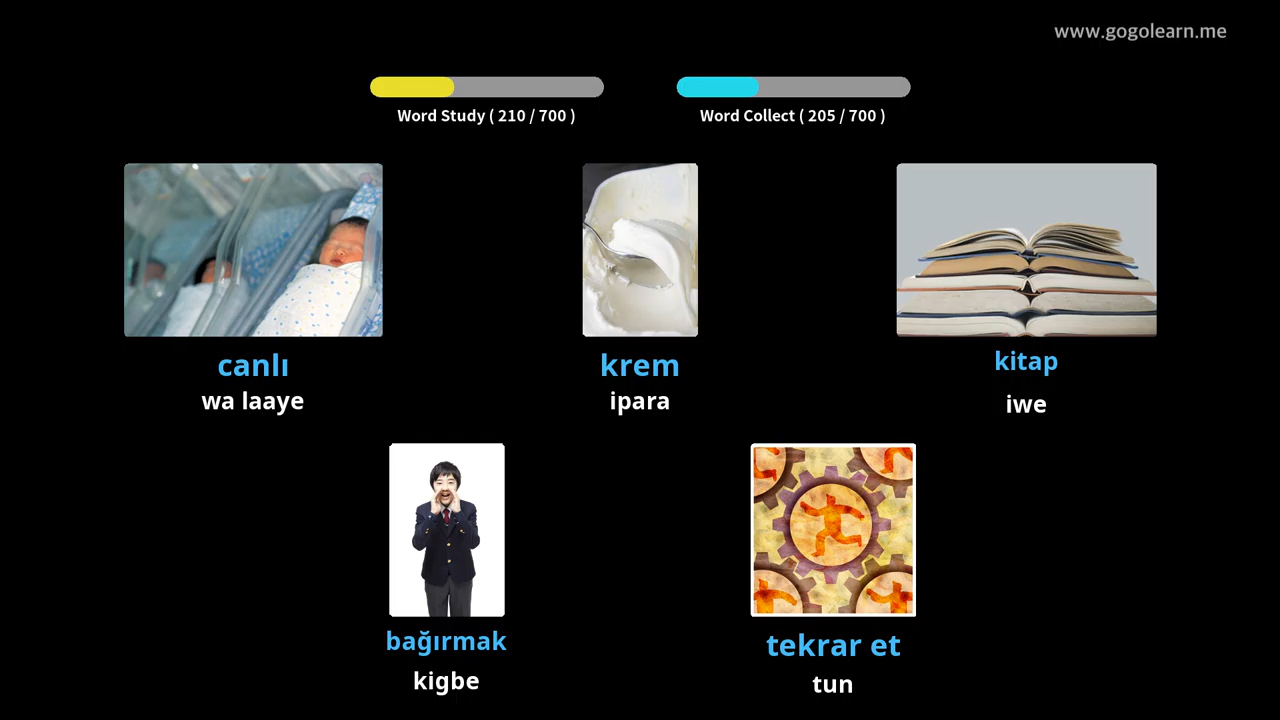 www.gogolearn.me
Word Study ( 210 / 700 )
Word Collect ( 205 / 700 )
canlı
wa laaye
krem
ipara
kitap
iwe
bağırmak
kigbe
tekrar et
tun